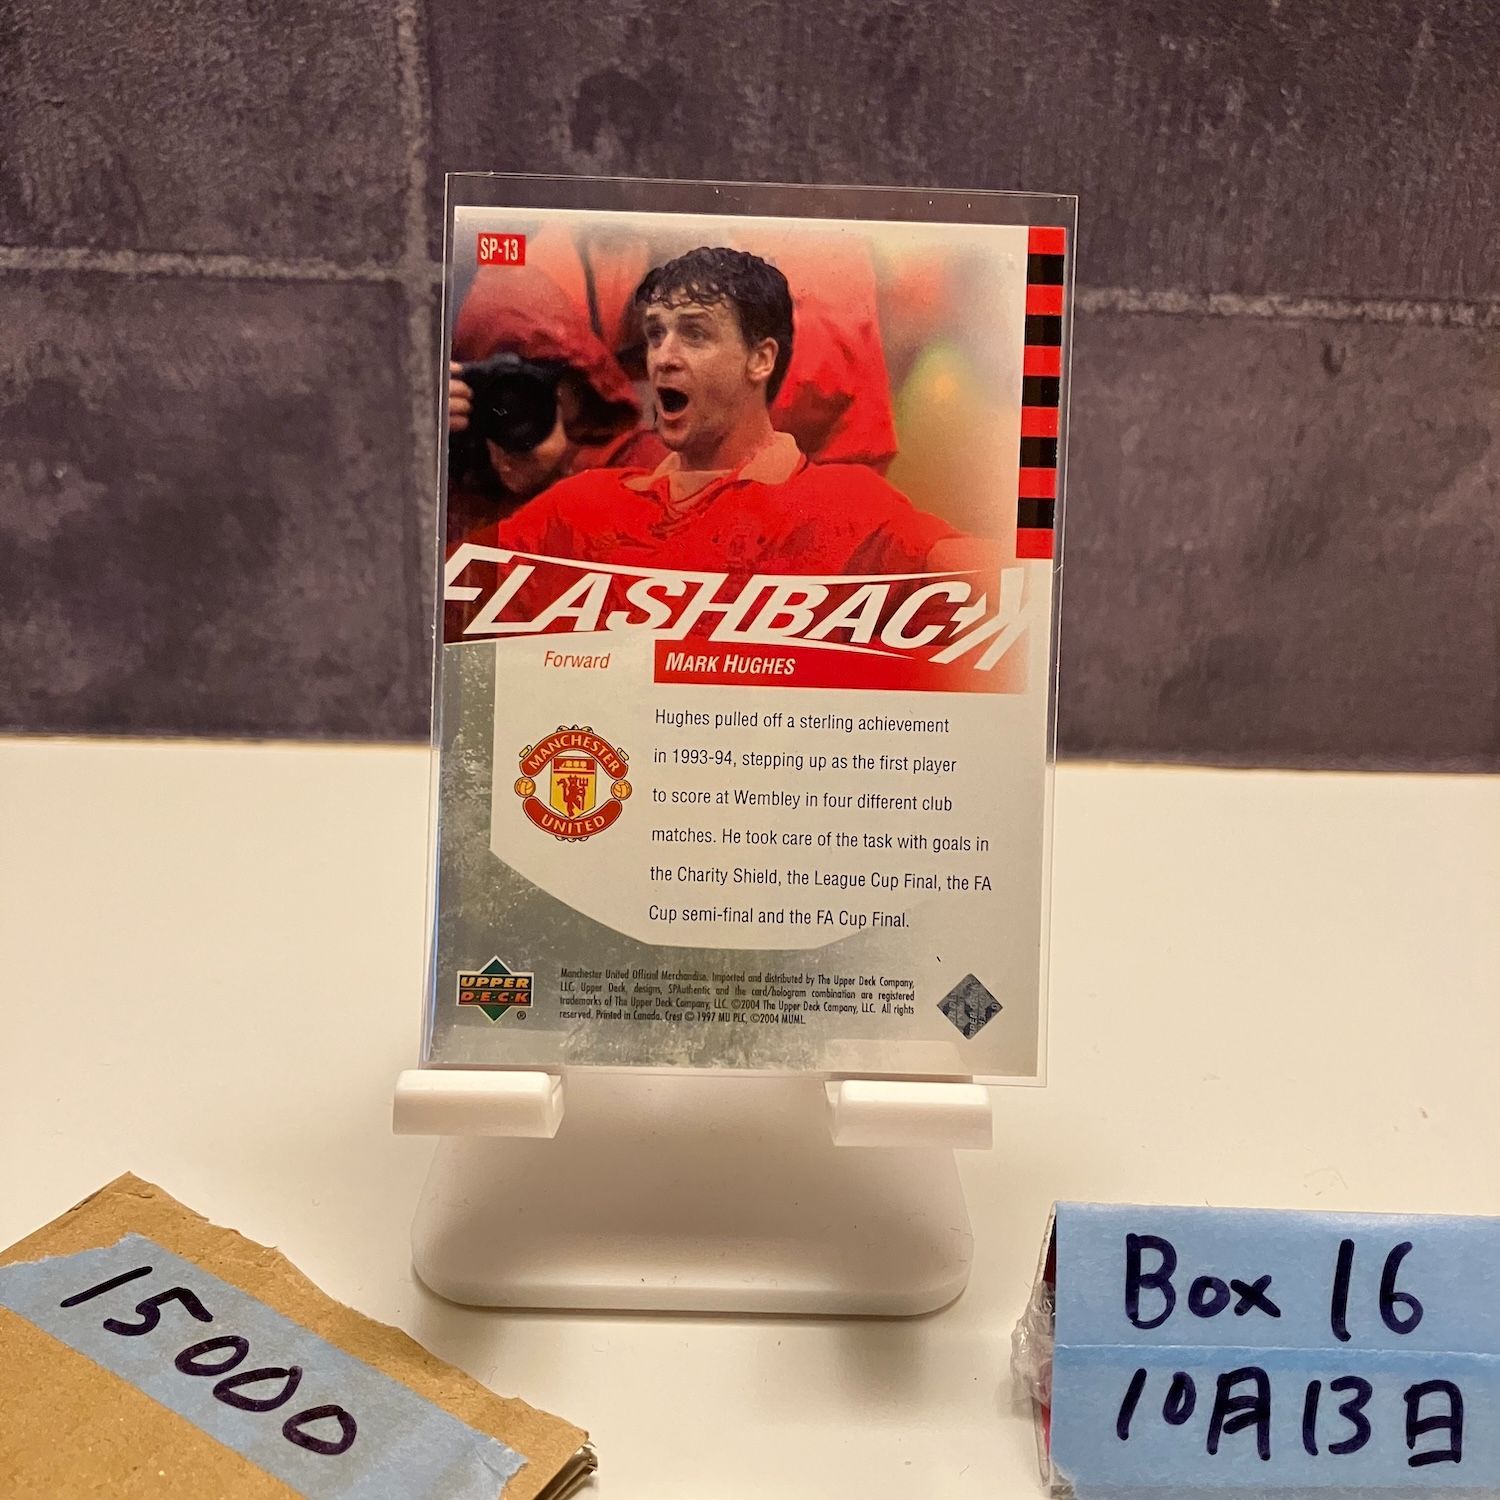 SP-13
FLASHBACK
Forward
MARK HUGHES
Hughes pulled off a sterling achievement
in 1993-94, stepping up as the first player
to score at Wembley in four different club
matches. He took care of the task with goals in
the Charity Shield, the League Cup Final, the FA
Cup semi-final and the FA Cup Final.
MANCHESTER
UNITED
UPPER
D·E·C·K
®
Manchester United Official Merchandise. Imported and distributed by The Upper Deck Company,
LLC. Upper Deck, designs, SPAuthentic and the card/hologram combination are registered
trademarks of The Upper Deck Company, LLC. ©2004 The Upper Deck Company, LLC. All rights
reserved. Printed in Canada. Crest © 1997 MU PLC, ©2004 MUML.
15000
Box 16
10月13日